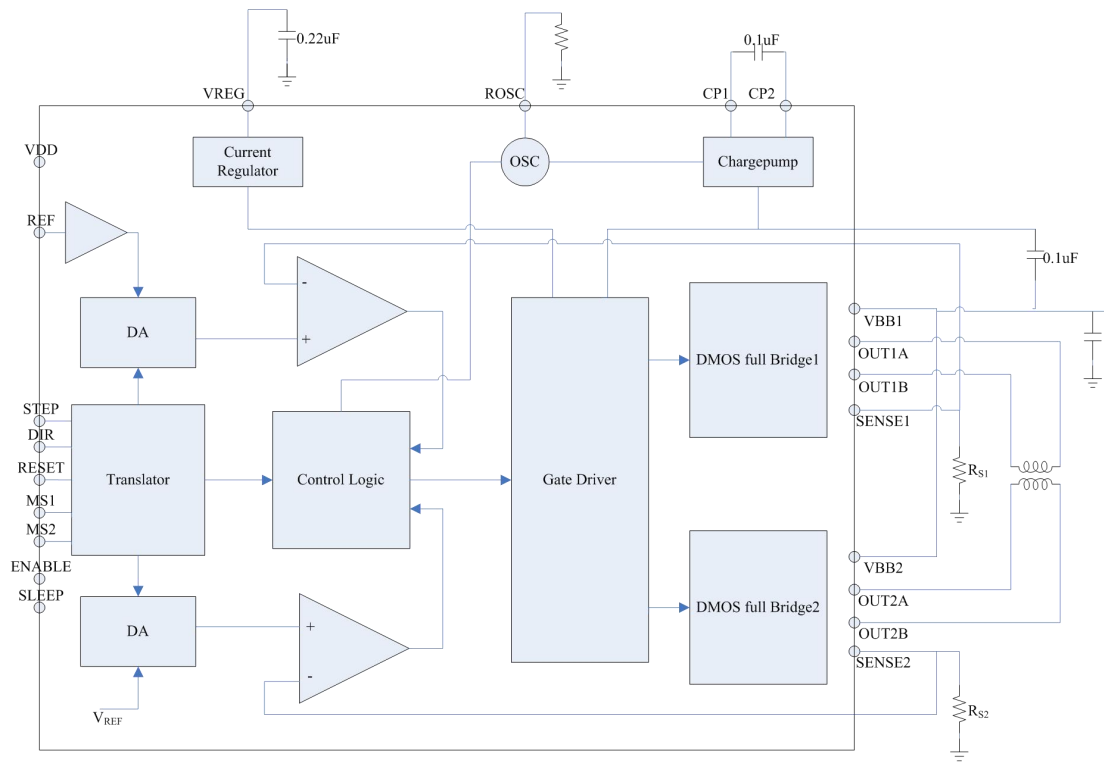 0.22uF
0.1uF
VREG
ROSC
CP1
CP2
VDD
Current
Regulator
OSC
Chargepump
REF
0.1uF
-
+
DA
DMOS full Bridge1
VBB1
OUT1A
OUT1B
SENSE1
STEP
DIR
RESET
MS1
MS2
ENABLE
SLEEP
Translator
Control Logic
Gate Driver
RS1
VBB2
OUT2A
OUT2B
SENSE2
DMOS full Bridge2
DA
+
-
VREF
RS2